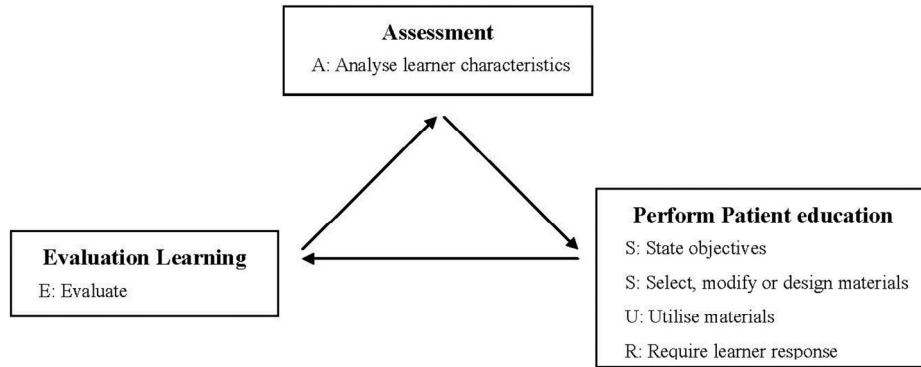 Assessment
A: Analyse learner characteristics
Perform Patient education
S: State objectives
S: Select, modify or design materials
U: Utilise materials
R: Require learner response
Evaluation Learning
E: Evaluate